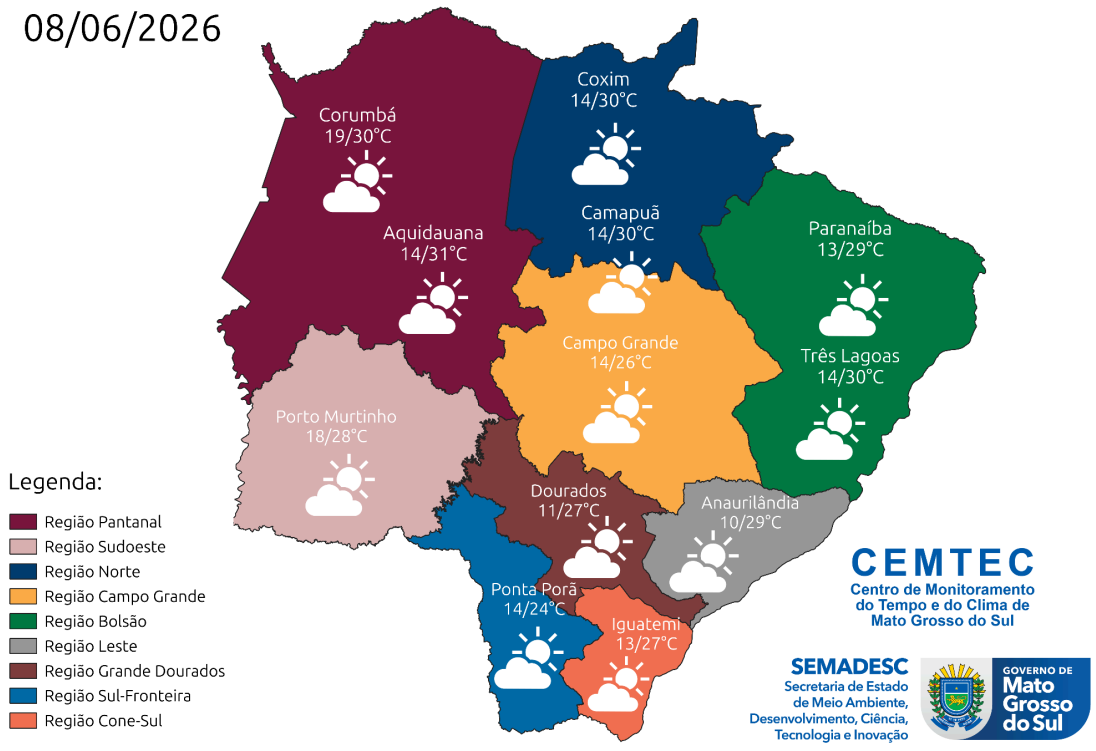 08/06/2026
Coxim
14/30°C
Corumbá
19/30°C
Camapuã
14/30°C
Aquidauana
14/31°C
Paranaíba
13/29°C
Campo Grande
14/26°C
Três Lagoas
14/30°C
Porto Murtinho
18/28°C
Dourados
11/27°C
Anaurilândia
10/29°C
Ponta Porã
14/24°C
Iguatemi
13/27°C
Legenda:
Região Pantanal
Região Sudoeste
Região Norte
Região Campo Grande
Região Bolsão
Região Leste
Região Grande Dourados
Região Sul-Fronteira
Região Cone-Sul
CEMTEC
Centro de Monitoramento
do Tempo e do Clima de
Mato Grosso do Sul
SEMADESC
Secretaria de Estado
de Meio Ambiente,
Desenvolvimento, Ciência,
Tecnologia e Inovação
GOVERNO DE
Mato
Grosso
do Sul